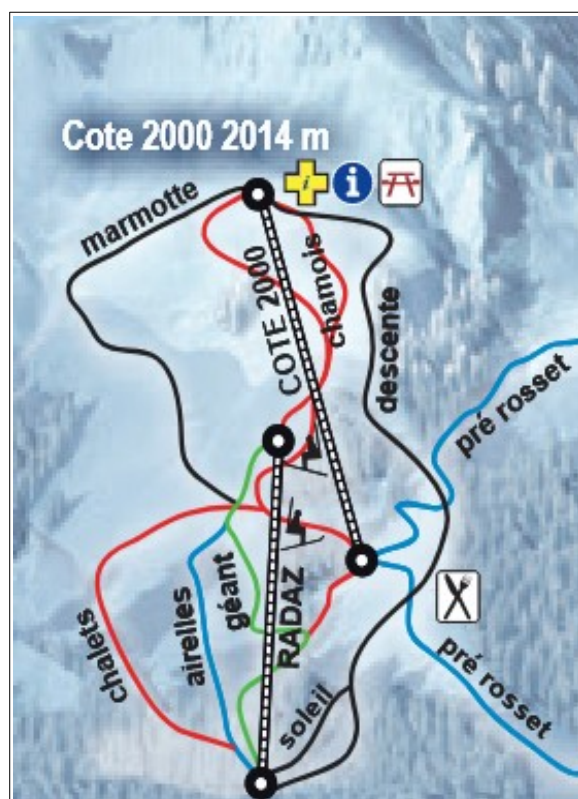 Cote 2000 2014 m
i
i
marmotte
COTE 2000
chamois
descente
pré rosset
géant
RADAZ
airelles
chalets
soleil
pré rosset